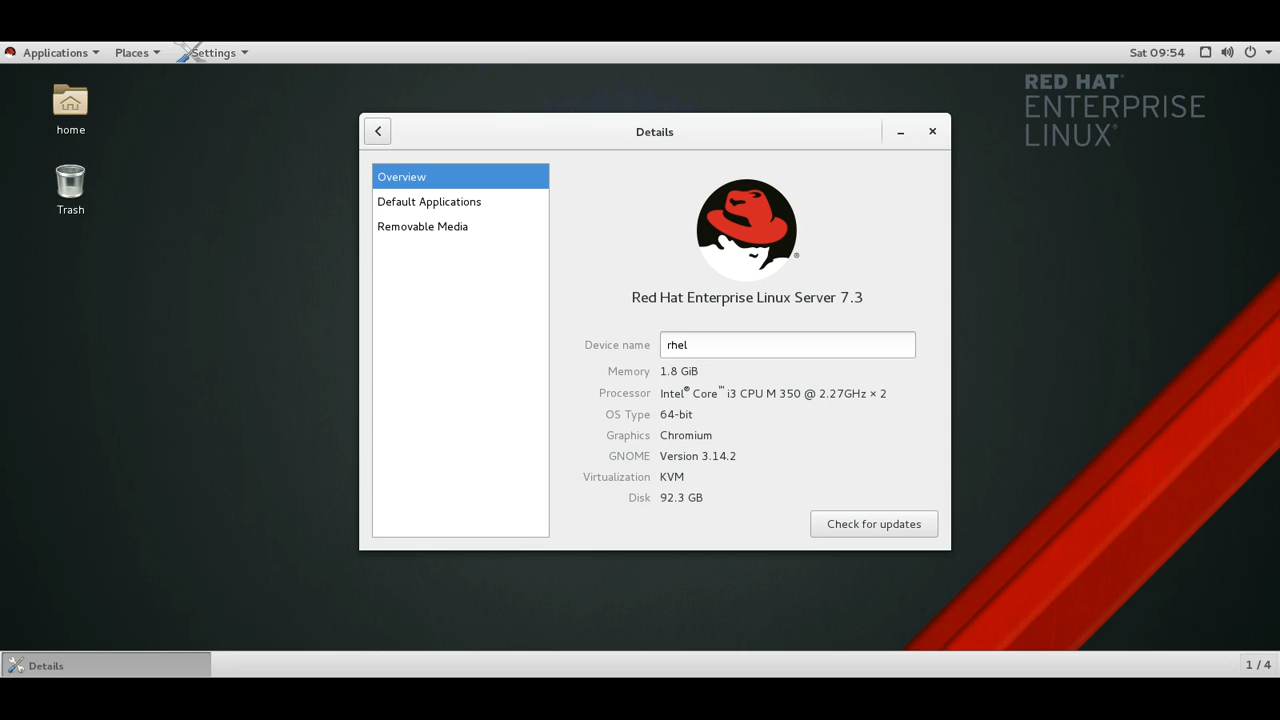 Applications Places Settings Sat 09:54
home
Trash
RED HAT®
ENTERPRISE
LINUX®
Details
Overview
Default Applications
Removable Media
®
Red Hat Enterprise Linux Server 7.3
Device name rhel
Memory 1.8 GiB
Processor Intel® Core™ i3 CPU M 350 @ 2.27GHz × 2
OS Type 64-bit
Graphics Chromium
GNOME Version 3.14.2
Virtualization KVM
Disk 92.3 GB
Check for updates
Details 1 / 4